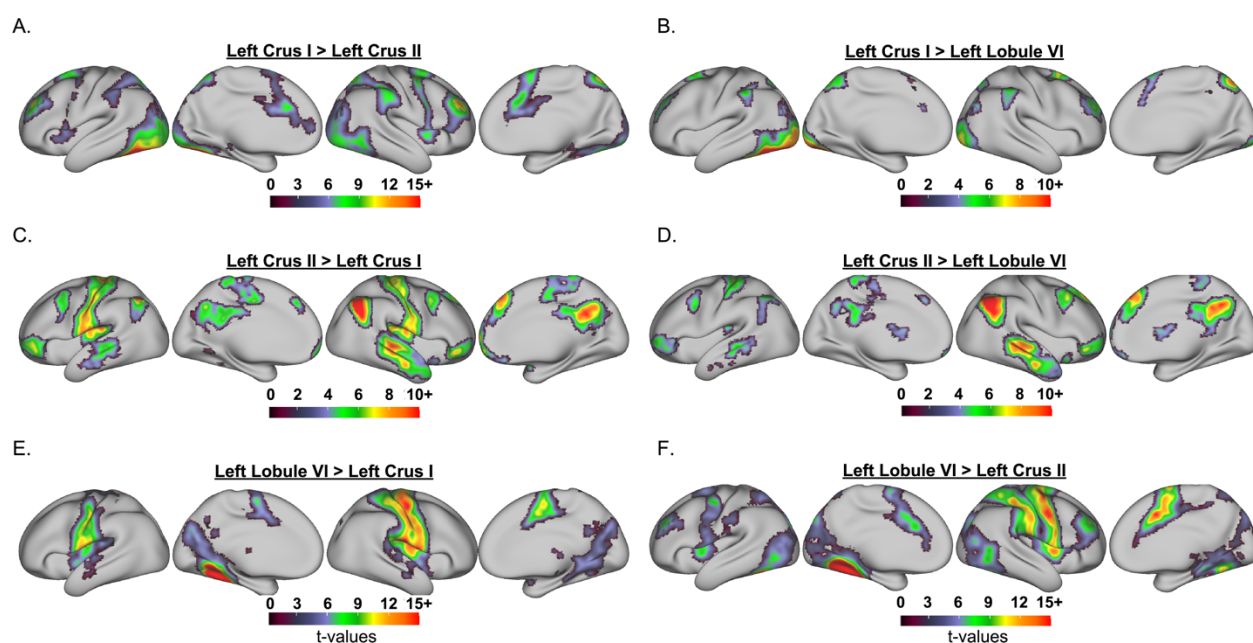 A.
Left Crus I > Left Crus II
0 3 6 9 12 15+
B.
Left Crus I > Left Lobule VI
0 2 4 6 8 10+
C.
Left Crus II > Left Crus I
0 2 4 6 8 10+
D.
Left Crus II > Left Lobule VI
0 2 4 6 8 10+
E.
Left Lobule VI > Left Crus I
0 3 6 9 12 15+
t-values
F.
Left Lobule VI > Left Crus II
0 3 6 9 12 15+
t-values